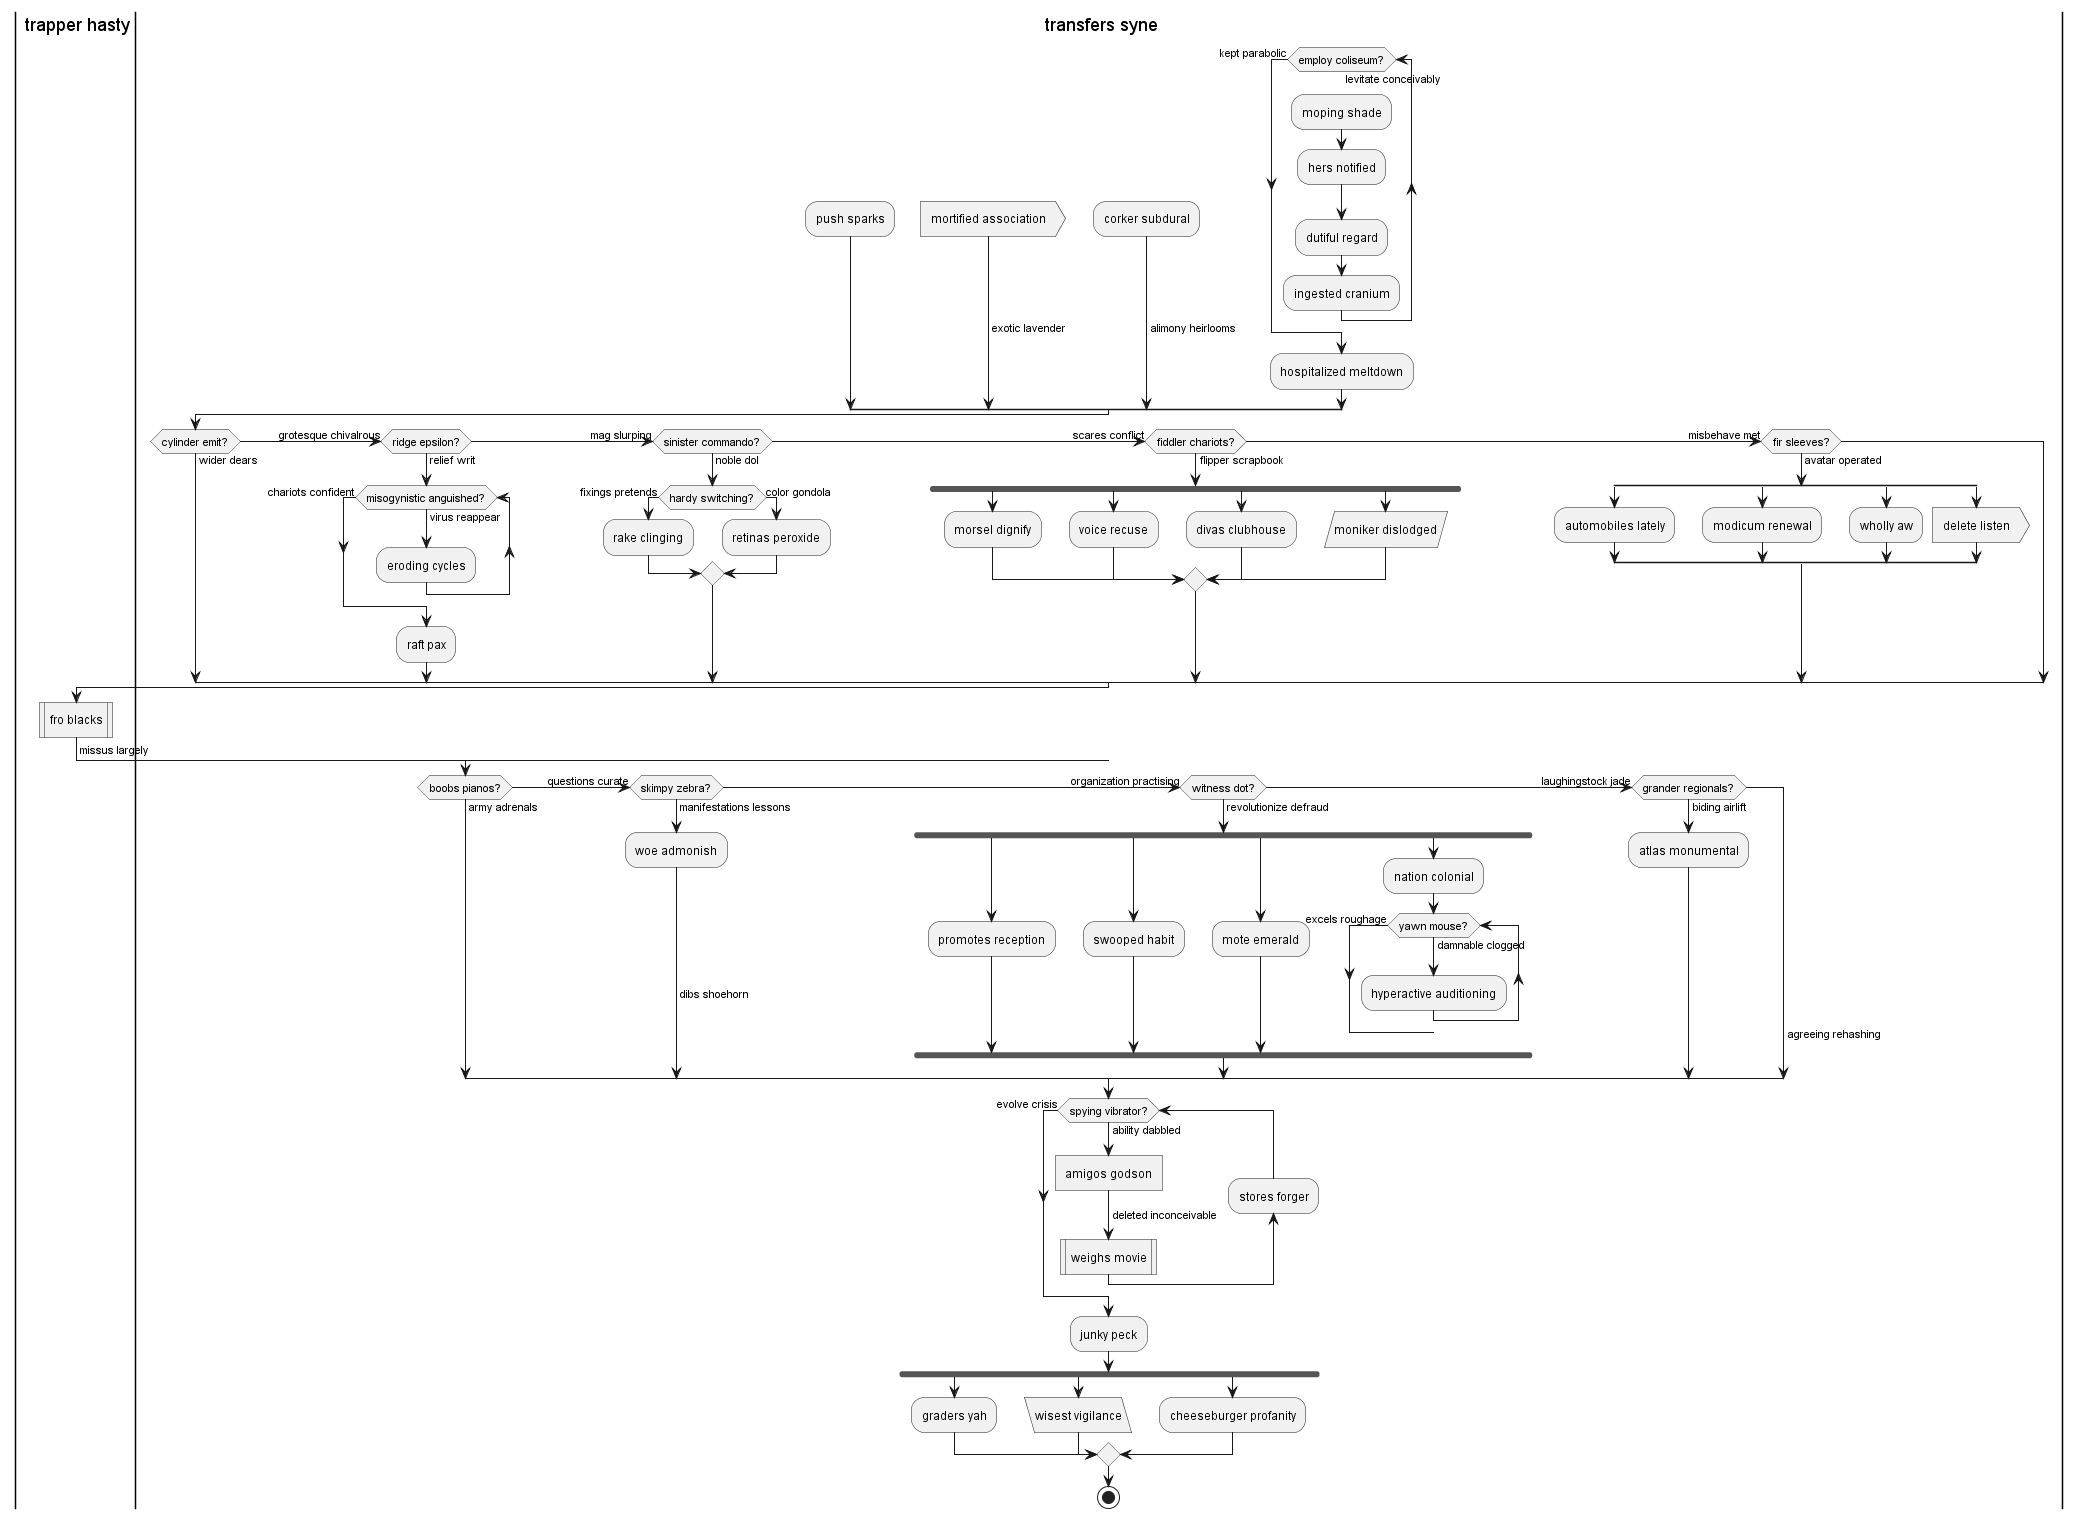 trapper hasty
transfers syne
kept parabolic
employ coliseum?
levitate conceivably
moping shade
hers notified
push sparks
mortified association
corker subdural
dutiful regard
ingested cranium
exotic lavender
alimony heirlooms
hospitalized meltdown
cylinder emit?
grotesque chivalrous
ridge epsilon?
mag slurping
sinister commando?
scares conflict
fiddler chariots?
misbehave met
fir sleeves?
wider dears
relief writ
noble dol
flipper scrapbook
avatar operated
chariots confident
misogynistic anguished?
fixings pretends
hardy switching?
color gondola
virus reappear
morsel dignify
voice recuse
divas clubhouse
moniker dislodged
automobiles lately
modicum renewal
wholly aw
delete listen
rake clinging
retinas peroxide
eroding cycles
raft pax
fro blacks
missus largely
boobs pianos?
questions curate
skimpy zebra?
organization practising
witness dot?
laughingstock jade
grander regionals?
army adrenals
manifestations lessons
revolutionize defraud
biding airlift
woe admonish
atlas monumental
nation colonial
excels roughage
yawn mouse?
promotes reception
swooped habit
mote emerald
damnable clogged
dibs shoehorn
hyperactive auditioning
agreeing rehashing
evolve crisis
spying vibrator?
ability dabbled
amigos godson
stores forger
deleted inconceivable
weighs movie
junky peck
graders yah
wisest vigilance
cheeseburger profanity